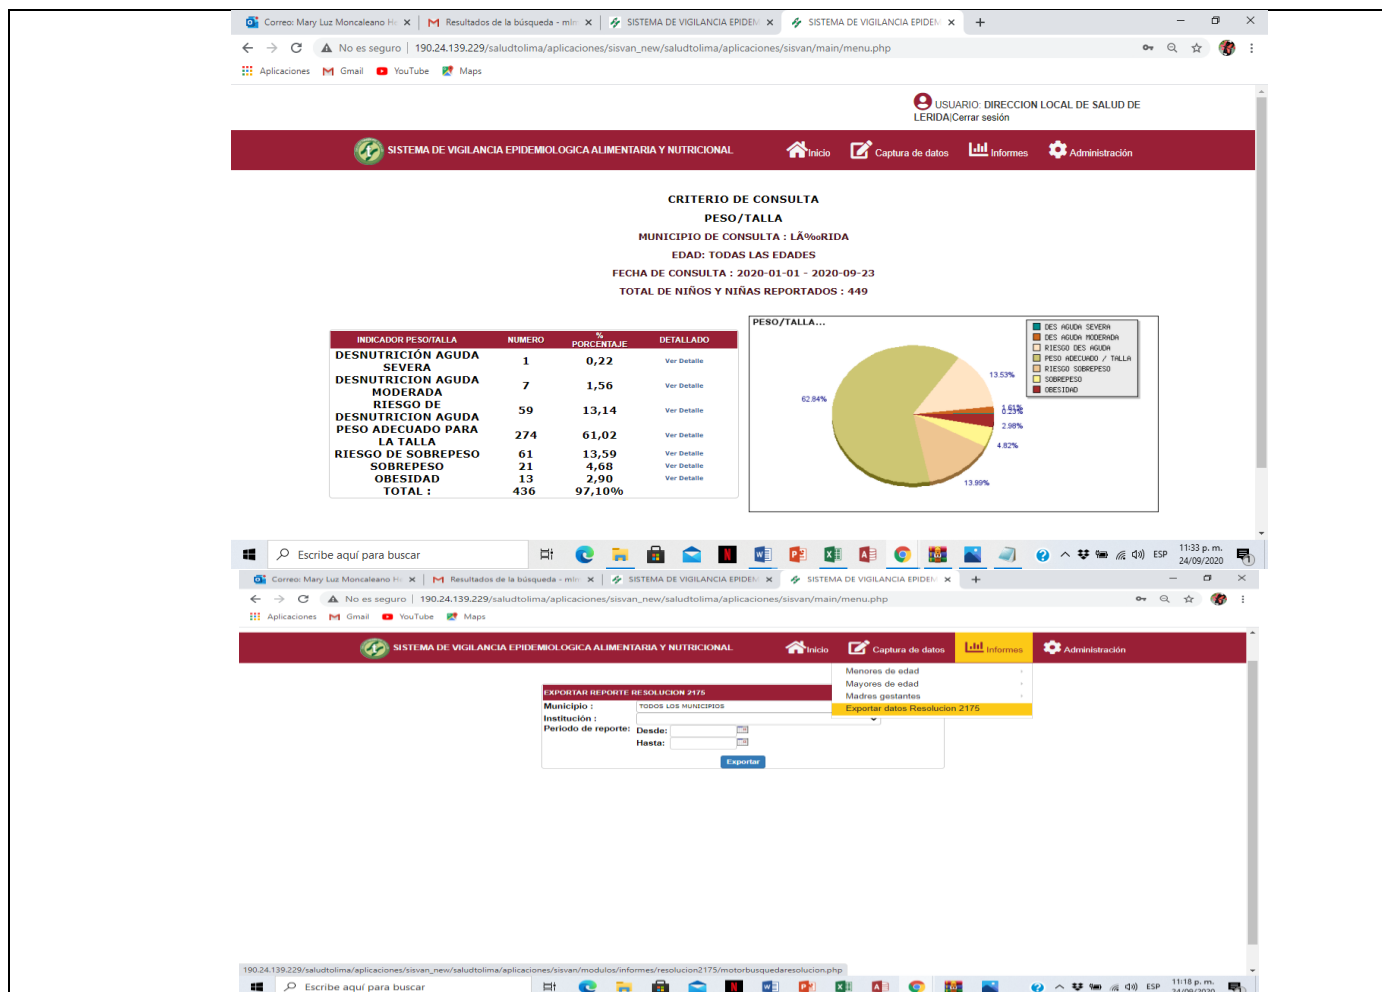 Correo: Mary Luz Moncaleano H
Resultados de la búsqueda - mlm
SISTEMA DE VIGILANCIA EPIDEM
SISTEMA DE VIGILANCIA EPIDEM
No es seguro | 190.24.139.229/saludtolima/aplicaciones/sisvan_new/saludtolima/aplicaciones/sisvan/main/menu.php
Aplicaciones Gmail YouTube Maps
USUARIO: DIRECCION LOCAL DE SALUD DE
LERIDA|Cerrar sesión
SISTEMA DE VIGILANCIA EPIDEMIOLOGICA ALIMENTARIA Y NUTRICIONAL Inicio Captura de datos Informes Administración
CRITERIO DE CONSULTA
PESO/TALLA
MUNICIPIO DE CONSULTA : LÃ‰RIDA
EDAD: TODAS LAS EDADES
FECHA DE CONSULTA : 2020-01-01 - 2020-09-23
TOTAL DE NIÑOS Y NIÑAS REPORTADOS : 449
INDICADOR PESO/TALLA NUMERO % PORCENTAJE DETALLADO
DESNUTRICIÓN AGUDA SEVERA 1 0,22 Ver Detalle
DESNUTRICION AGUDA MODERADA 7 1,56 Ver Detalle
RIESGO DE DESNUTRICION AGUDA 59 13,14 Ver Detalle
PESO ADECUADO PARA LA TALLA 274 61,02 Ver Detalle
RIESGO DE SOBREPESO 61 13,59 Ver Detalle
SOBREPESO 21 4,68 Ver Detalle
OBESIDAD 13 2,90 Ver Detalle
TOTAL : 436 97,10%
PESO/TALLA...
DES AGUDA SEVERA
DES AGUDA MODERADA
RIESGO DES AGUDA
PESO ADECUADO / TALLA
RIESGO SOBREPESO
SOBREPESO
OBESIDAD
13.53%
62.84%
1.61%
0.23%
2.98%
4.82%
13.99%
Escribe aquí para buscar
ESP 11:33 p. m.
24/09/2020
Correo: Mary Luz Moncaleano H
Resultados de la búsqueda - mlm
SISTEMA DE VIGILANCIA EPIDEM
SISTEMA DE VIGILANCIA EPIDEM
No es seguro | 190.24.139.229/saludtolima/aplicaciones/sisvan_new/saludtolima/aplicaciones/sisvan/main/menu.php
Aplicaciones Gmail YouTube Maps
SISTEMA DE VIGILANCIA EPIDEMIOLOGICA ALIMENTARIA Y NUTRICIONAL Inicio Captura de datos Informes Administración
Menores de edad
Mayores de edad
Madres gestantes
Exportar datos Resolucion 2175
EXPORTAR REPORTE RESOLUCION 2175
Municipio : TODOS LOS MUNICIPIOS
Institución :
Periodo de reporte: Desde:
Hasta:
Exportar
190.24.139.229/saludtolima/aplicaciones/sisvan_new/saludtolima/aplicaciones/sisvan/modulos/informes/resolucion2175/motorbusquedaresolucion.php
Escribe aquí para buscar
ESP 11:18 p. m.
24/09/2020